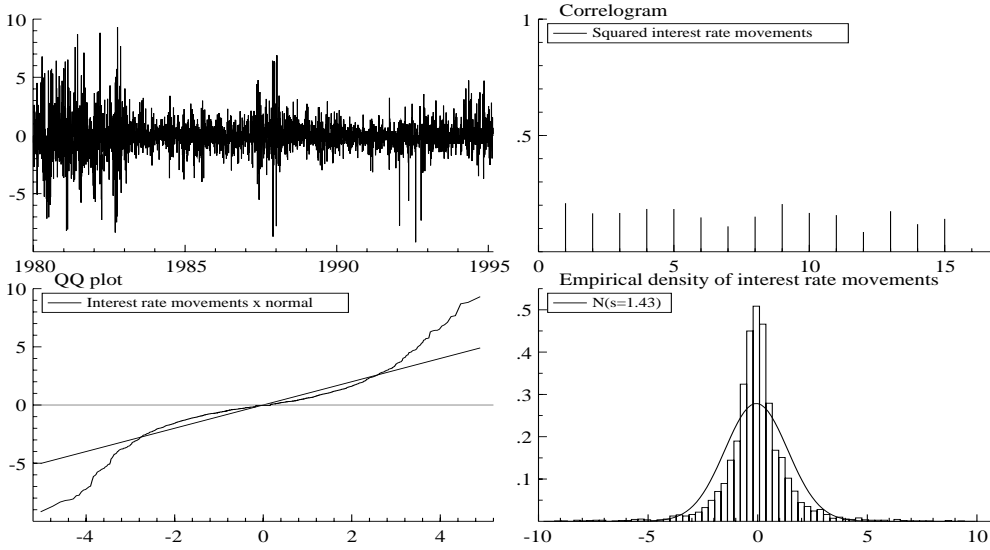 10
5
0
-5
1980 1985 1990 1995
Correlogram
1
.5
Squared interest rate movements
0 5 10 15
QQ plot
10
5
0
-5
Interest rate movements x normal
-4 -2 0 2 4
Empirical density of interest rate movements
.5
.4
.3
.2
.1
N(s=1.43)
-10 -5 0 5 10